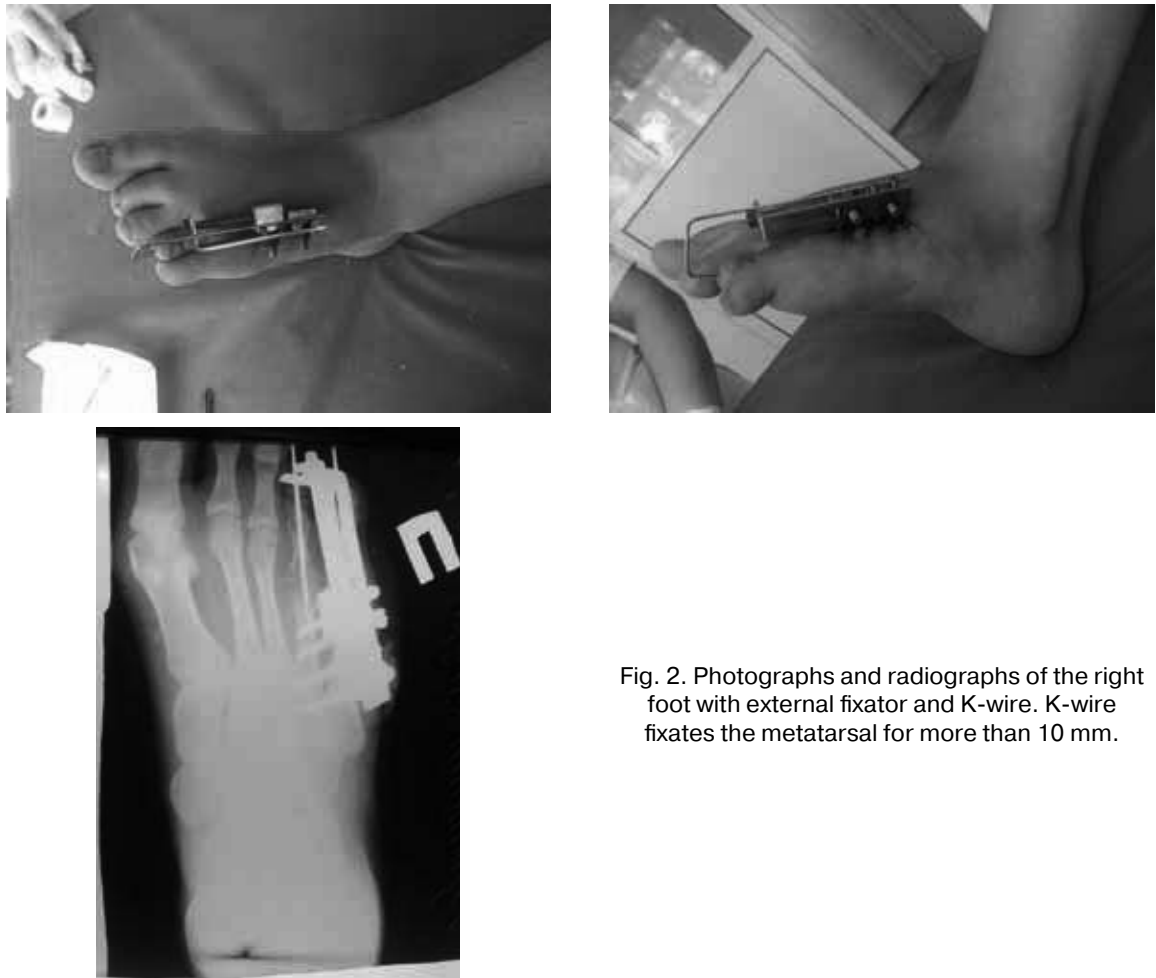 П
Fig. 2. Photographs and radiographs of the right
foot with external fixator and K-wire. K-wire
fixates the metatarsal for more than 10 mm.